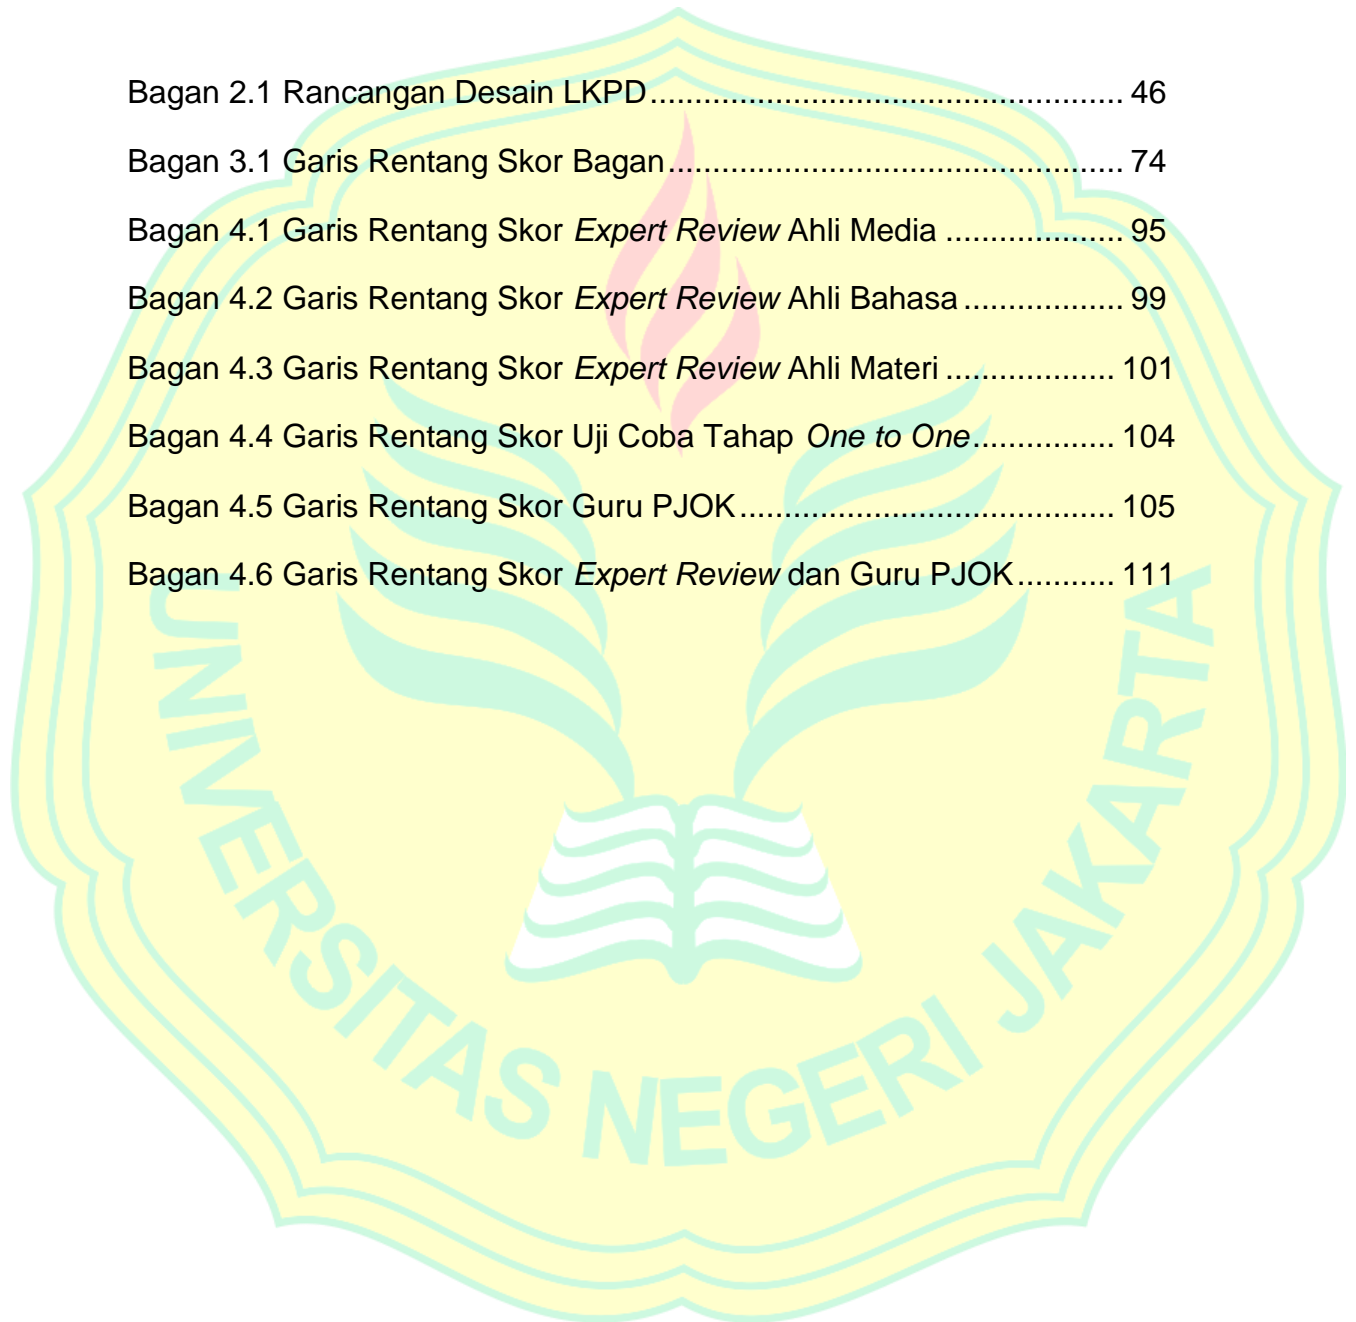 Bagan 2.1 Rancangan Desain LKPD..................................................... 46
Bagan 3.1 Garis Rentang Skor Bagan................................................... 74
Bagan 4.1 Garis Rentang Skor Expert Review Ahli Media .................... 95
Bagan 4.2 Garis Rentang Skor Expert Review Ahli Bahasa .................. 99
Bagan 4.3 Garis Rentang Skor Expert Review Ahli Materi ................... 101
Bagan 4.4 Garis Rentang Skor Uji Coba Tahap One to One................ 104
Bagan 4.5 Garis Rentang Skor Guru PJOK.......................................... 105
Bagan 4.6 Garis Rentang Skor Expert Review dan Guru PJOK........... 111
UNIVERSITAS NEGERI JAKARTA